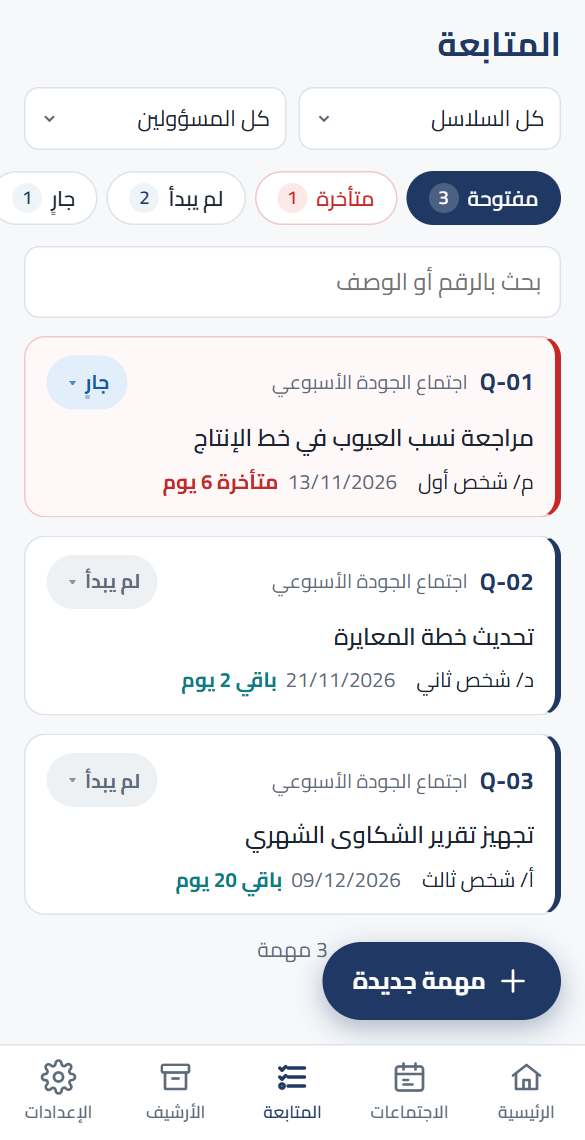 المتابعة
كل السلاسل
كل المسؤولين
مفتوحة 3
متأخرة 1
لم يبدأ 2
جارٍ 1
بحث بالرقم أو الوصف
Q-01 اجتماع الجودة الأسبوعي
جارٍ
مراجعة نسب العيوب في خط الإنتاج
م/ شخص أول 13/11/2026 متأخرة 6 يوم
Q-02 اجتماع الجودة الأسبوعي
لم يبدأ
تحديث خطة المعايرة
د/ شخص ثاني 21/11/2026 باقي 2 يوم
Q-03 اجتماع الجودة الأسبوعي
لم يبدأ
تجهيز تقرير الشكاوى الشهري
أ/ شخص ثالث 09/12/2026 باقي 20 يوم
3 مهمة
مهمة جديدة
الرئيسية
الاجتماعات
المتابعة
الأرشيف
الإعدادات